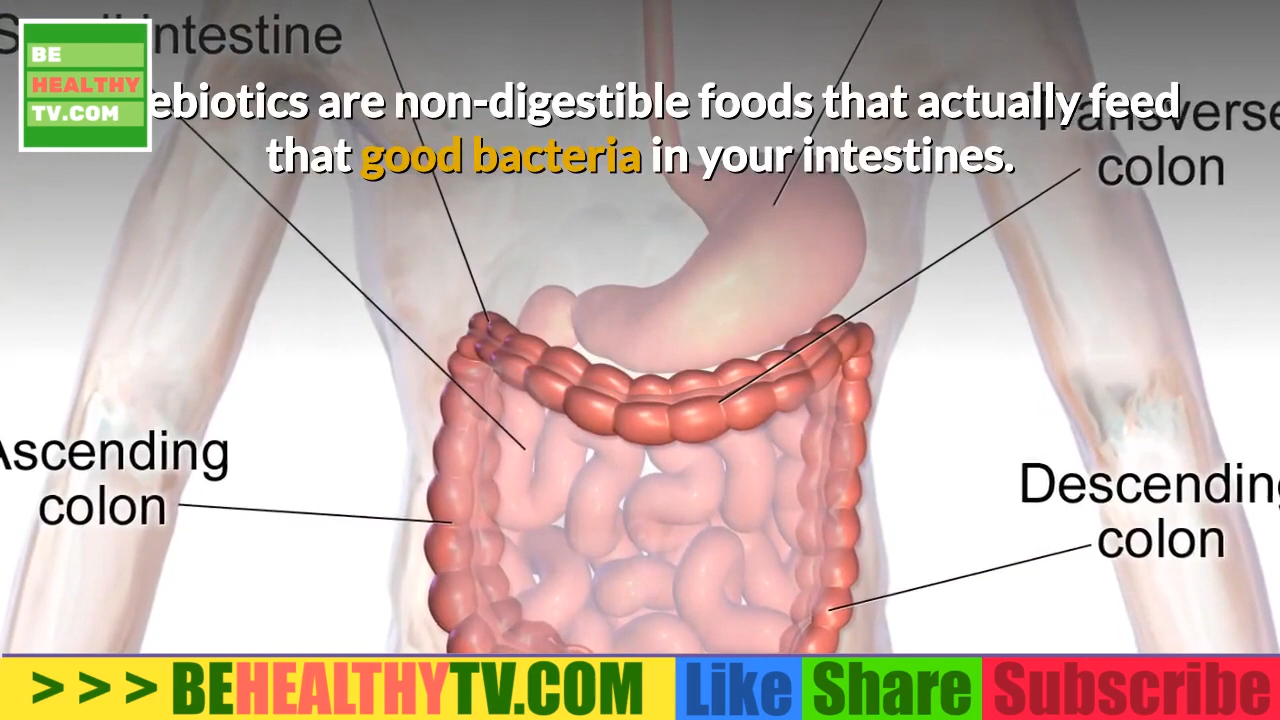 intestine
BE
HEALTHY
TV.COM
ebiotics are non-digestible foods that actually feed
that good bacteria in your intestines.
Transverse
colon
Ascending
colon
Descending
colon
> > > BEHEALTHYTV.COM Like Share Subscribe